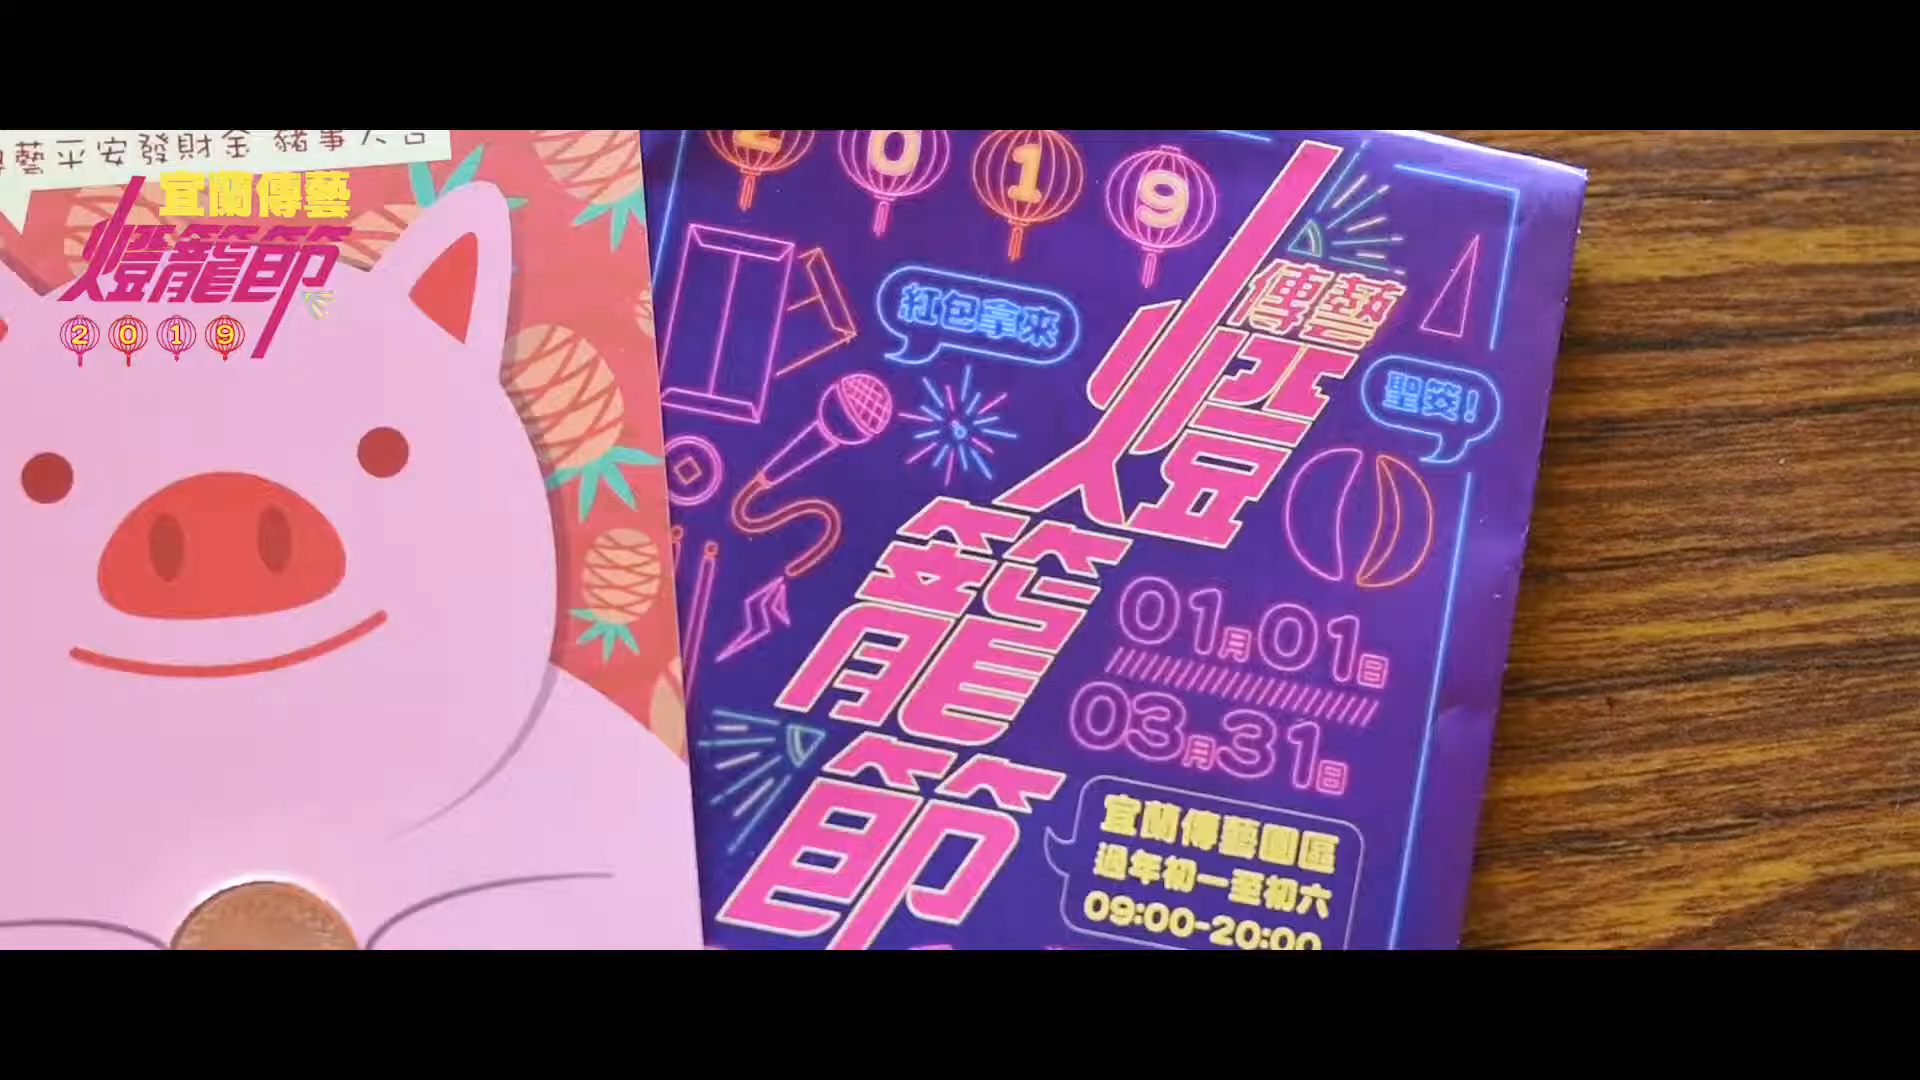 傳藝平安發財金 豬事大吉
宜蘭傳藝
燈籠節
2019
2019
傳藝
燈籠節
紅包拿來
聖筊!
01月01日
03月31日
宜蘭傳藝園區
過年初一至初六
09:00-20:00